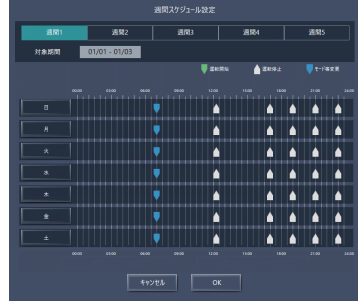 週間スケジュール設定
週間1 週間2 週間3 週間4 週間5
対象期間 01/01 - 01/03
運転開始 運転停止 モード等変更
00:00 03:00 06:00 09:00 12:00 15:00 18:00 21:00 24:00
日
月
火
水
木
金
土
00:00 03:00 06:00 09:00 12:00 15:00 18:00 21:00 24:00
キャンセル OK